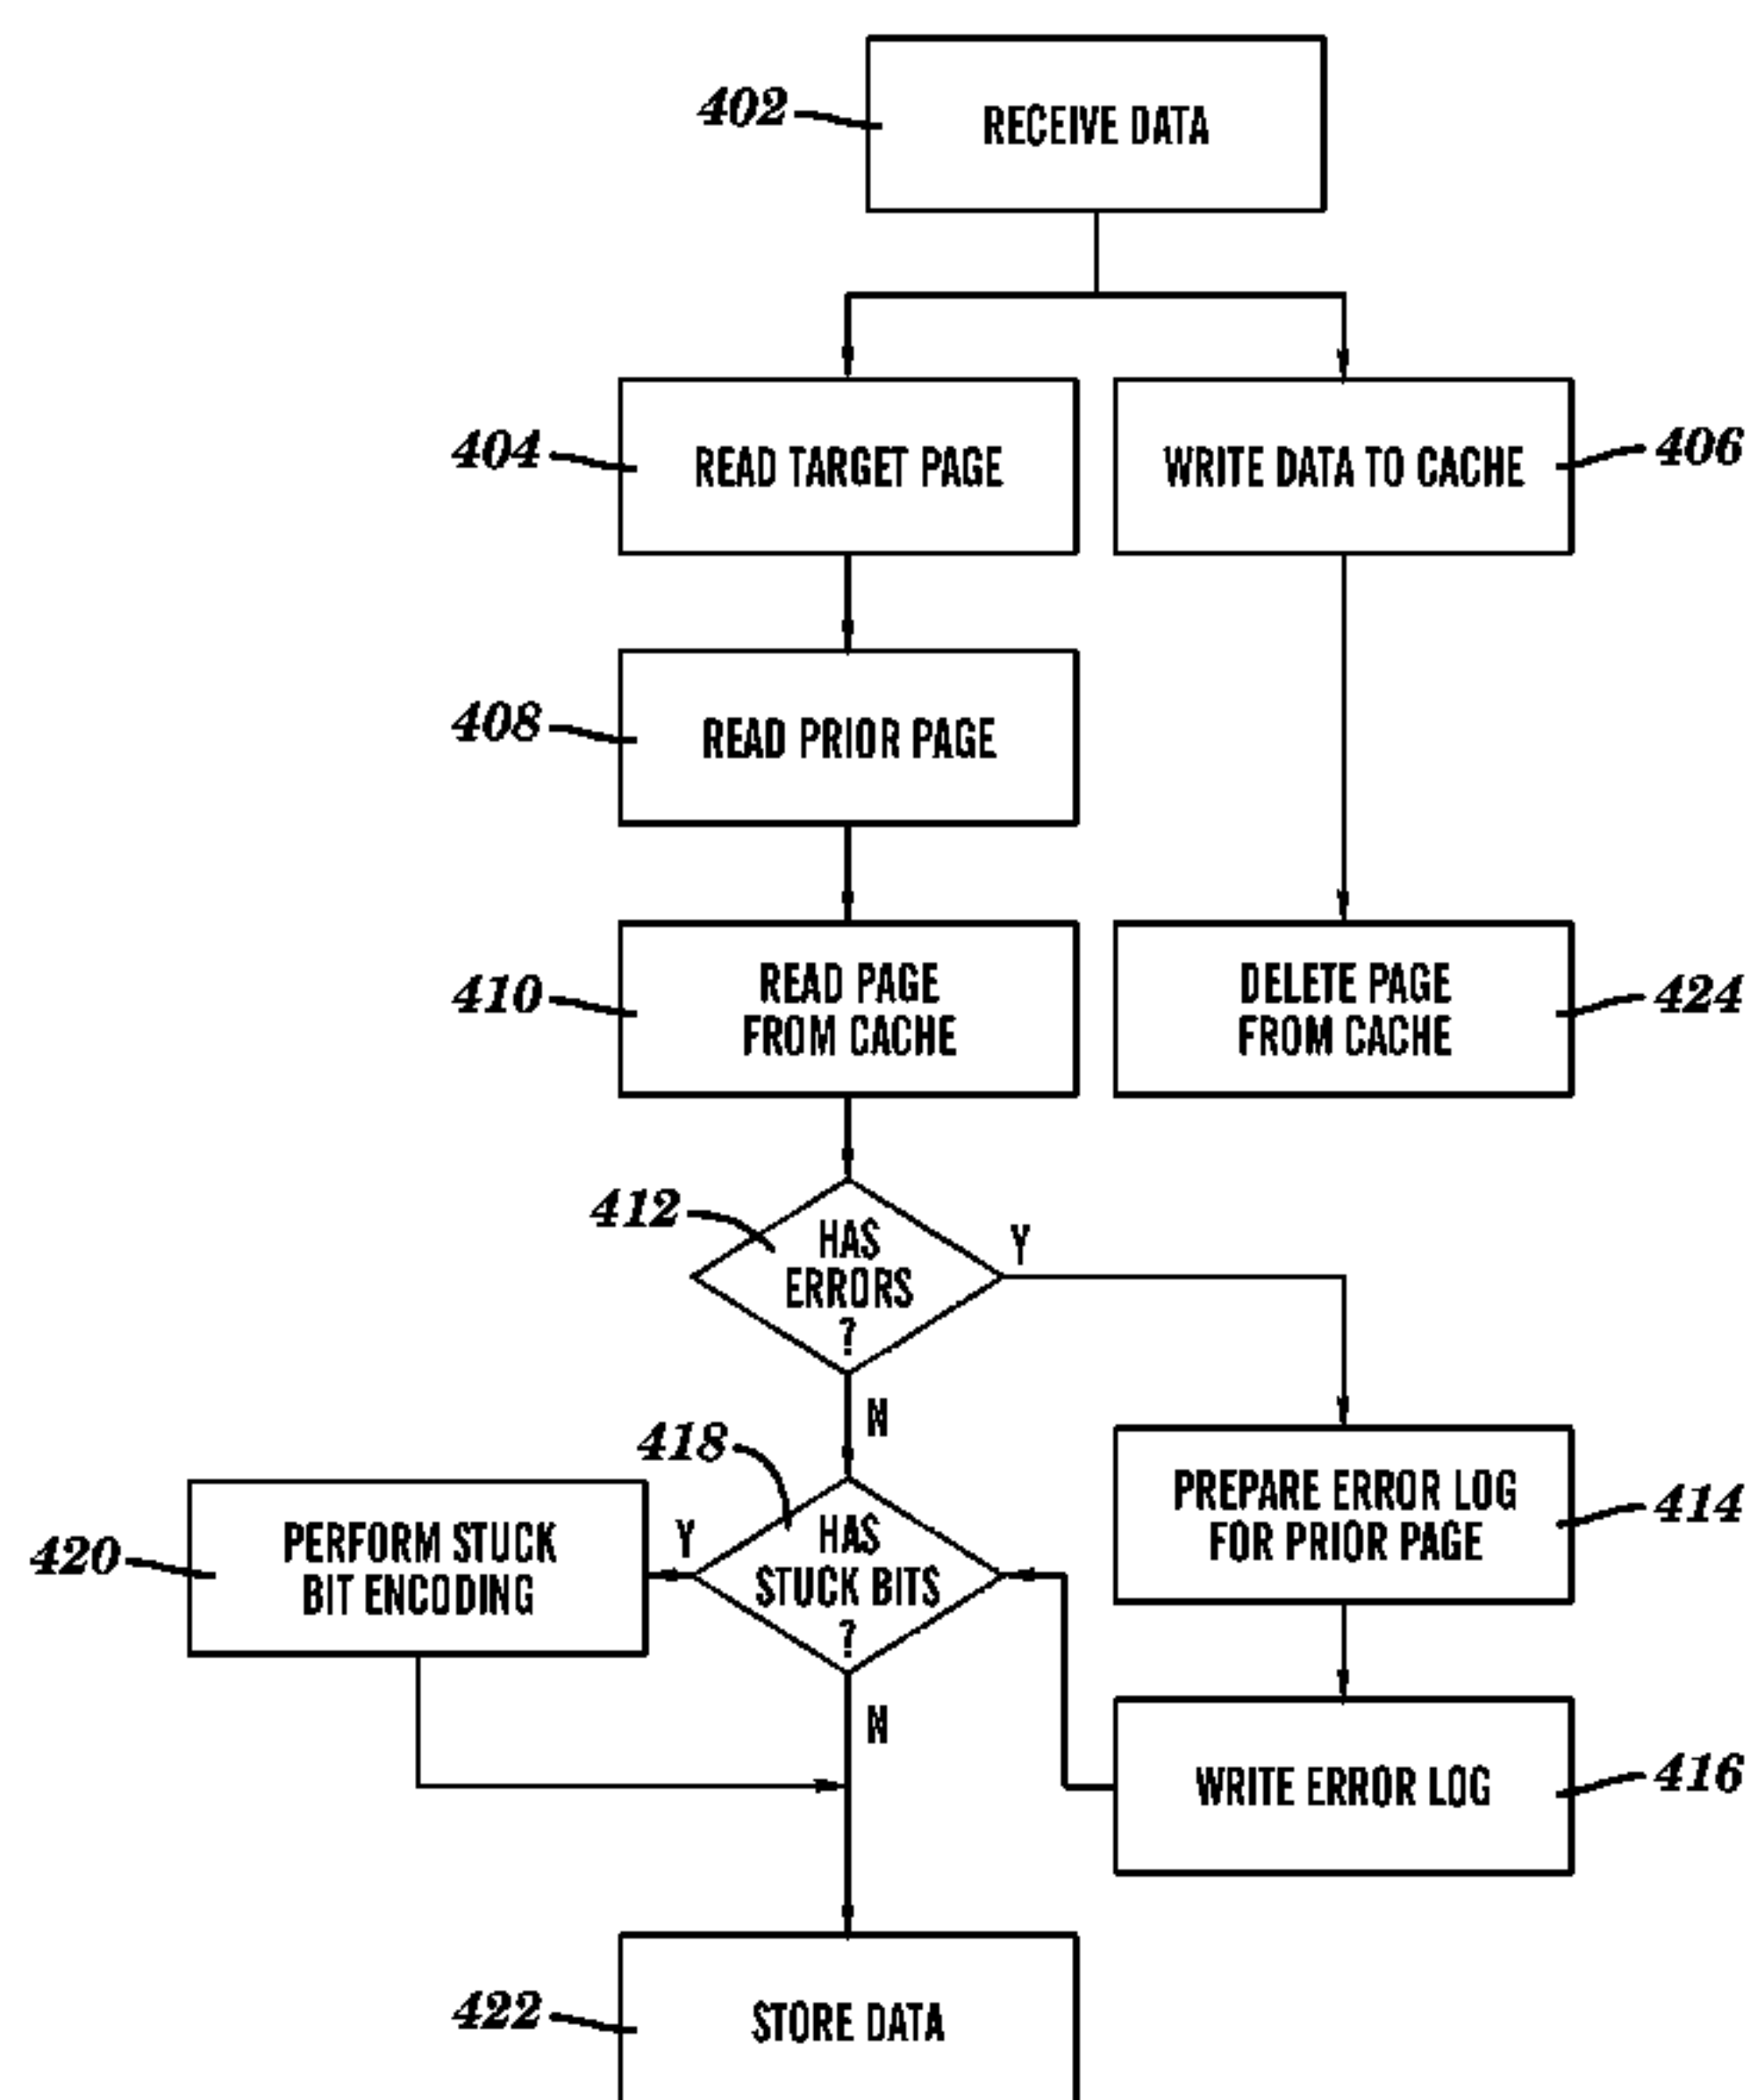 402
RECEIVE DATA
404
READ TARGET PAGE
WRITE DATA TO CACHE
406
408
READ PRIOR PAGE
410
READ PAGE
FROM CACHE
DELETE PAGE
FROM CACHE
424
412
HAS
ERRORS
?
Y
N
418
HAS
STUCK BITS
?
Y
N
420
PERFORM STUCK
BIT ENCODING
PREPARE ERROR LOG
FOR PRIOR PAGE
414
WRITE ERROR LOG
416
422
STORE DATA